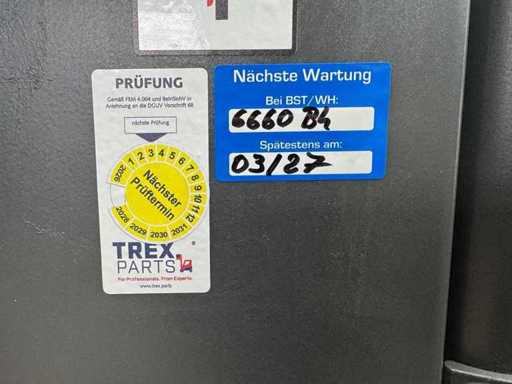 PRÜFUNG
Gemäß FEM 4.004 und BetrSichV in
Anlehnung an die DGUV Vorschrift 68
nächste Prüfung
2026 1 2 3 4 5 6 7 8 9 10 11 12
Nächster
Prüftermin
2028 2029 2030 2031
TREX.
PARTS
For Professionals. From Experts.
www.trex.parts
Nächste Wartung
Bei BST/WH:
6660 B4
Spätestens am:
03/27